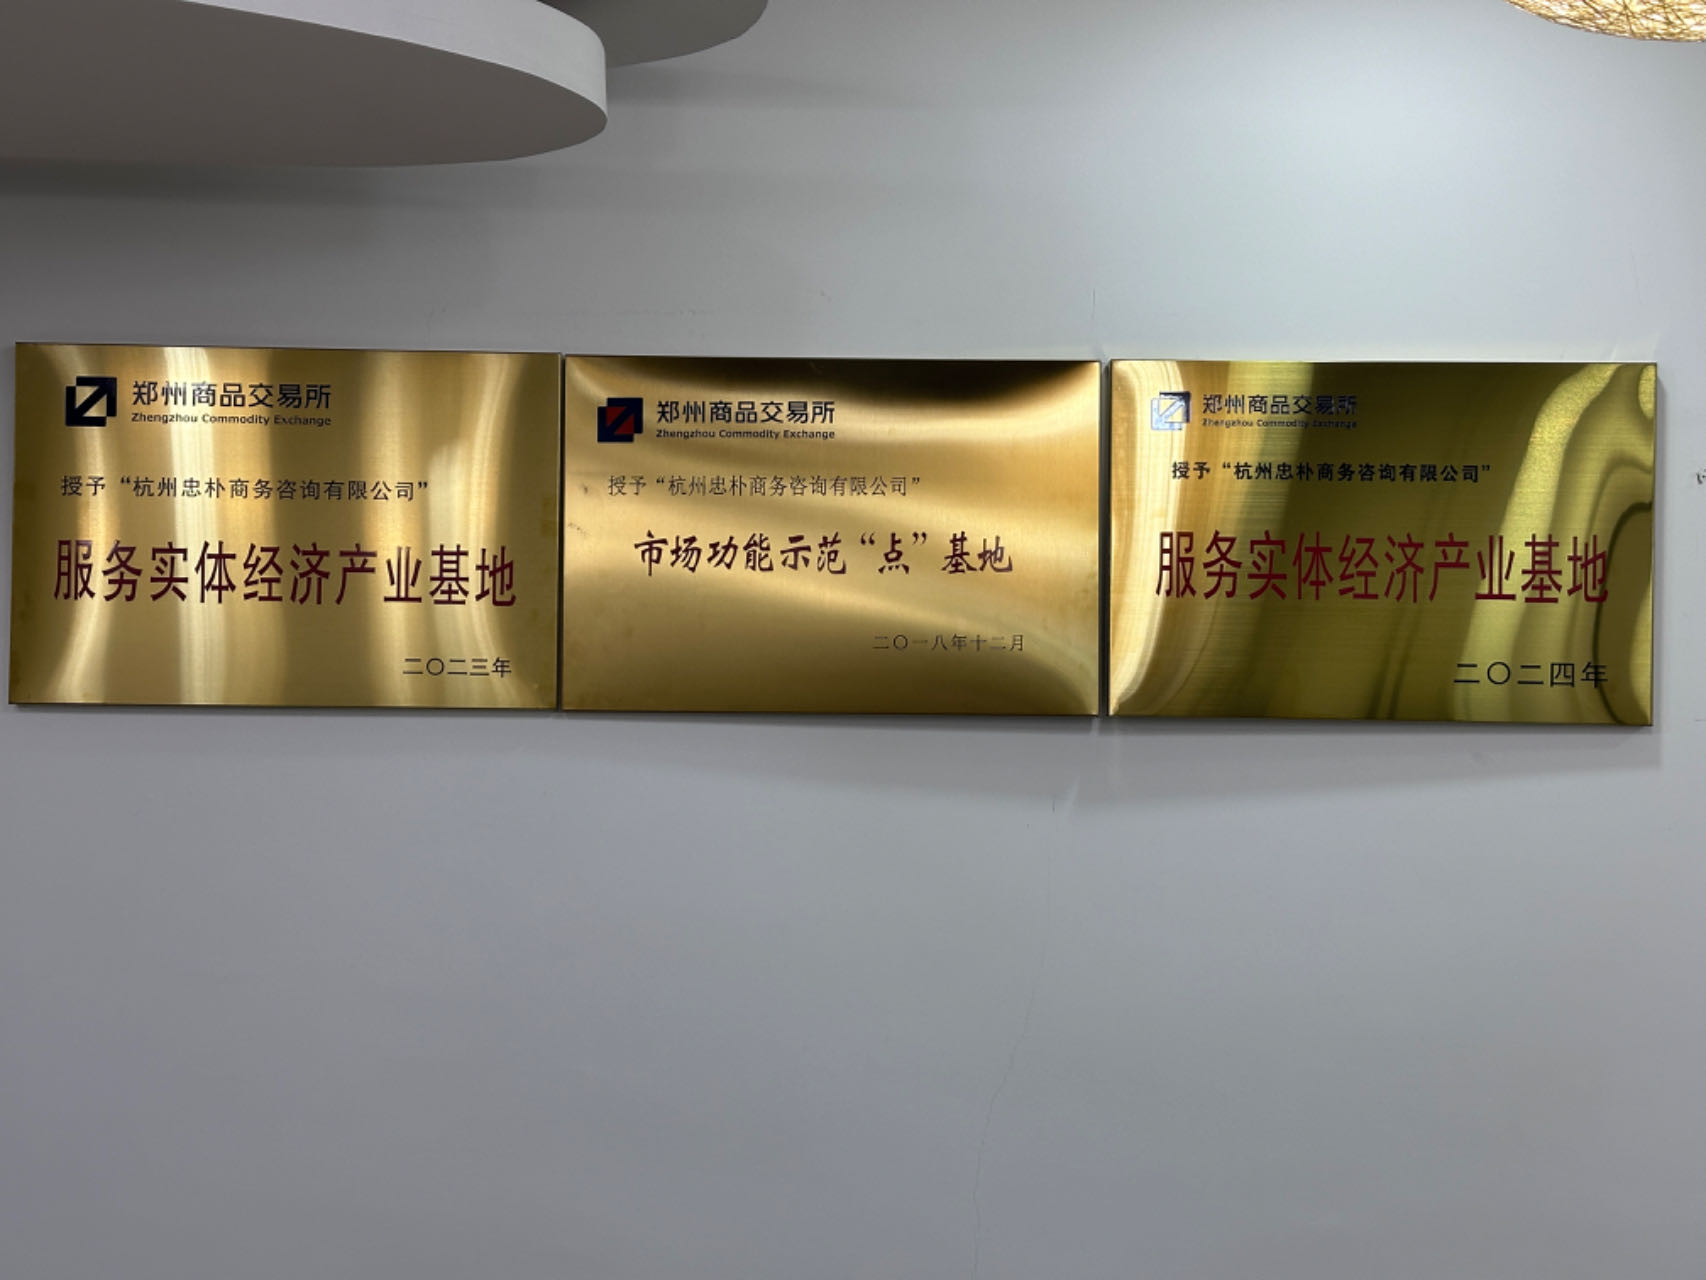 郑州商品交易所
Zhengzhou Commodity Exchange
授予“杭州忠朴商务咨询有限公司”
服务实体经济产业基地
二〇二三年
郑州商品交易所
Zhengzhou Commodity Exchange
授予“杭州忠朴商务咨询有限公司”
市场功能示范“点”基地
二〇一八年十二月
郑州商品交易所
Zhengzhou Commodity Exchange
授予“杭州忠朴商务咨询有限公司”
服务实体经济产业基地
二〇二四年